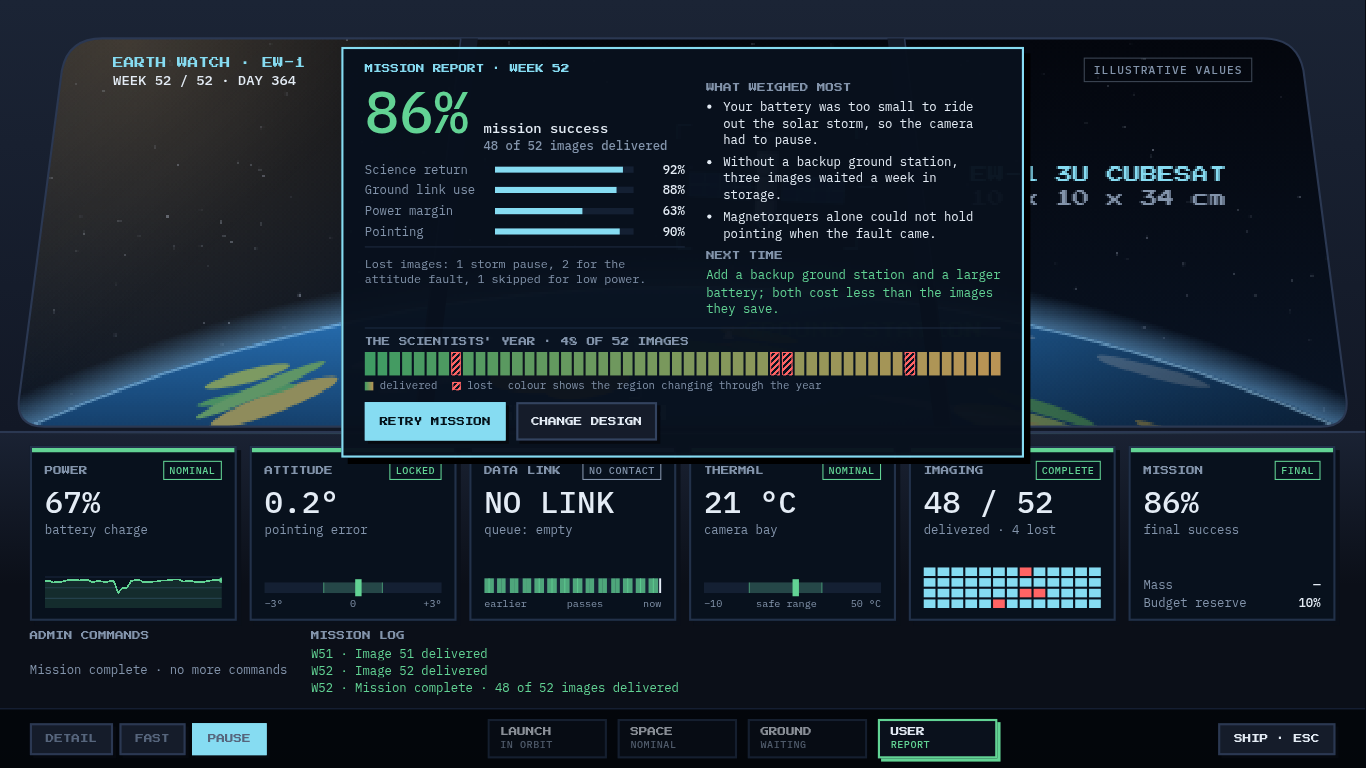 EARTH WATCH · EW-1
WEEK 52 / 52 · DAY 364
ILLUSTRATIVE VALUES
EW-1 3U CUBESAT
10 x 10 x 34 cm
MISSION REPORT · WEEK 52
86%
mission success
48 of 52 images delivered
Science return 92%
Ground link use 88%
Power margin 63%
Pointing 90%
Lost images: 1 storm pause, 2 for the
attitude fault, 1 skipped for low power.
WHAT WEIGHED MOST
• Your battery was too small to ride
out the solar storm, so the camera
had to pause.
• Without a backup ground station,
three images waited a week in
storage.
• Magnetorquers alone could not hold
pointing when the fault came.
NEXT TIME
Add a backup ground station and a larger
battery; both cost less than the images
they save.
THE SCIENTISTS' YEAR · 48 OF 52 IMAGES
delivered lost colour shows the region changing through the year
RETRY MISSION CHANGE DESIGN
POWER NOMINAL
67%
battery charge
ATTITUDE LOCKED
0.2°
pointing error
−3° 0 +3°
DATA LINK NO CONTACT
NO LINK
queue: empty
earlier passes now
THERMAL NOMINAL
21 °C
camera bay
−10 safe range 50 °C
IMAGING COMPLETE
48 / 52
delivered · 4 lost
MISSION FINAL
86%
final success
Mass —
Budget reserve 10%
ADMIN COMMANDS
Mission complete · no more commands
MISSION LOG
W51 · Image 51 delivered
W52 · Image 52 delivered
W52 · Mission complete · 48 of 52 images delivered
DETAIL FAST PAUSE
LAUNCH
IN ORBIT
SPACE
NOMINAL
GROUND
WAITING
USER
REPORT
SHIP · ESC